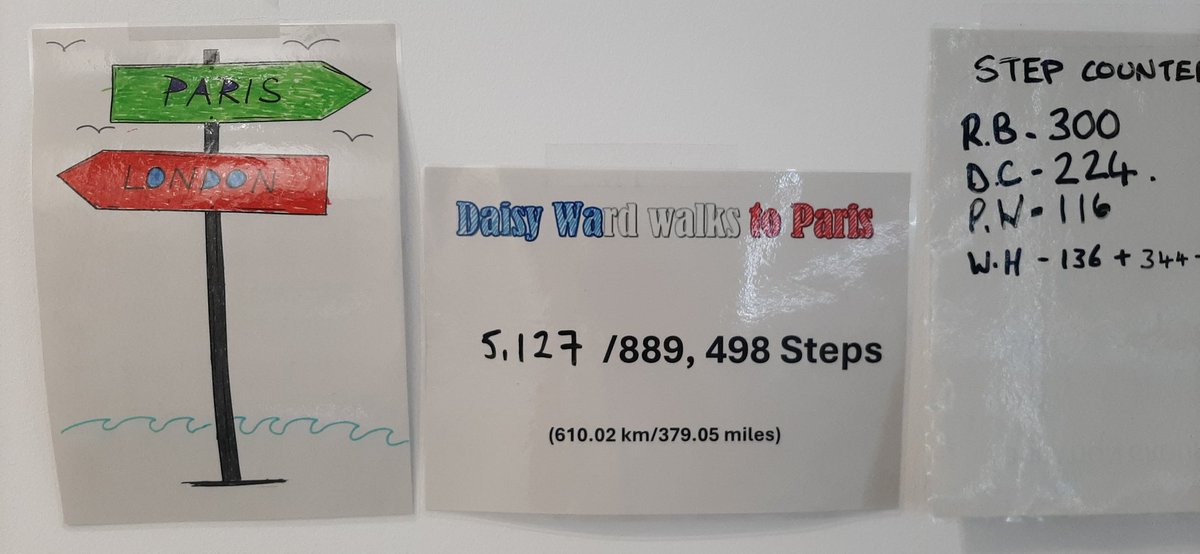 PARIS
LONDON
Daisy Ward walks to Paris
5,127 /889, 498 Steps
(610.02 km/379.05 miles)
STEP COUNTE
R.B - 300
D.C - 224.
P.W - 116
W.H - 136 + 344-